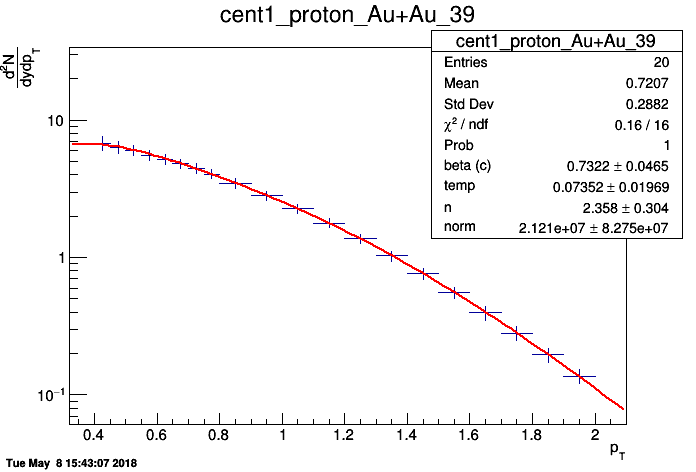 cent1_proton_Au+Au_39
d²N
dydp_T
cent1_proton_Au+Au_39
Entries 20
Mean 0.7207
Std Dev 0.2882
χ² / ndf 0.16 / 16
Prob 1
beta (c) 0.7322 ± 0.0465
temp 0.07352 ± 0.01969
n 2.358 ± 0.304
norm 2.121e+07 ± 8.275e+07
10
1
10⁻¹
0.4 0.6 0.8 1 1.2 1.4 1.6 1.8 2
p_T
Tue May 8 15:43:07 2018